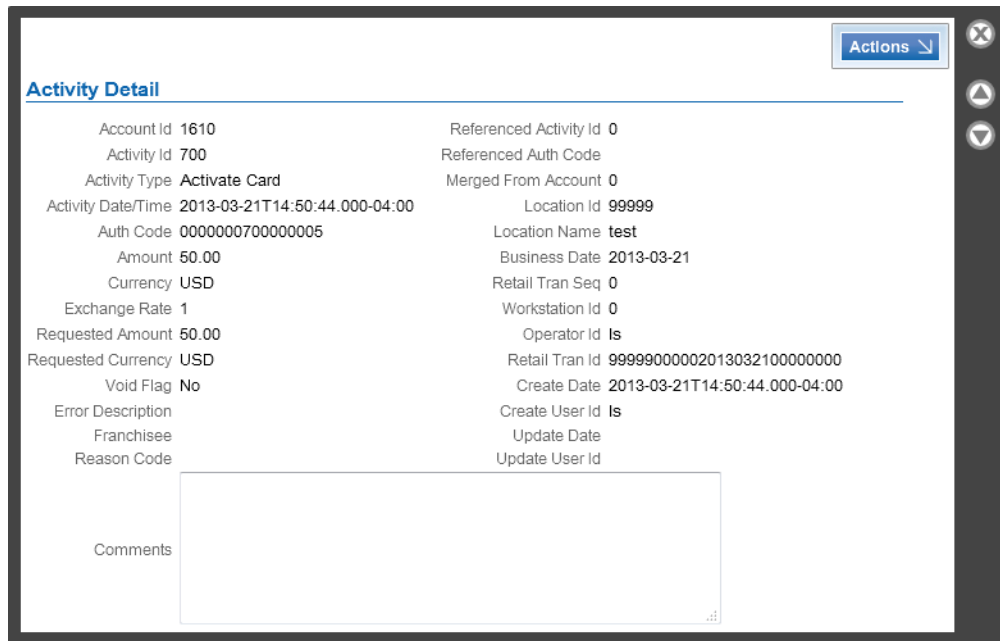 Actions
Activity Detail
Account Id 1610 Referenced Activity Id 0
Activity Id 700 Referenced Auth Code
Activity Type Activate Card Merged From Account 0
Activity Date/Time 2013-03-21T14:50:44.000-04:00 Location Id 99999
Auth Code 0000000700000005 Location Name test
Amount 50.00 Business Date 2013-03-21
Currency USD Retail Tran Seq 0
Exchange Rate 1 Workstation Id 0
Requested Amount 50.00 Operator Id ls
Requested Currency USD Retail Tran Id 99999000002013032100000000
Void Flag No Create Date 2013-03-21T14:50:44.000-04:00
Error Description Create User Id ls
Franchisee Update Date
Reason Code Update User Id
Comments